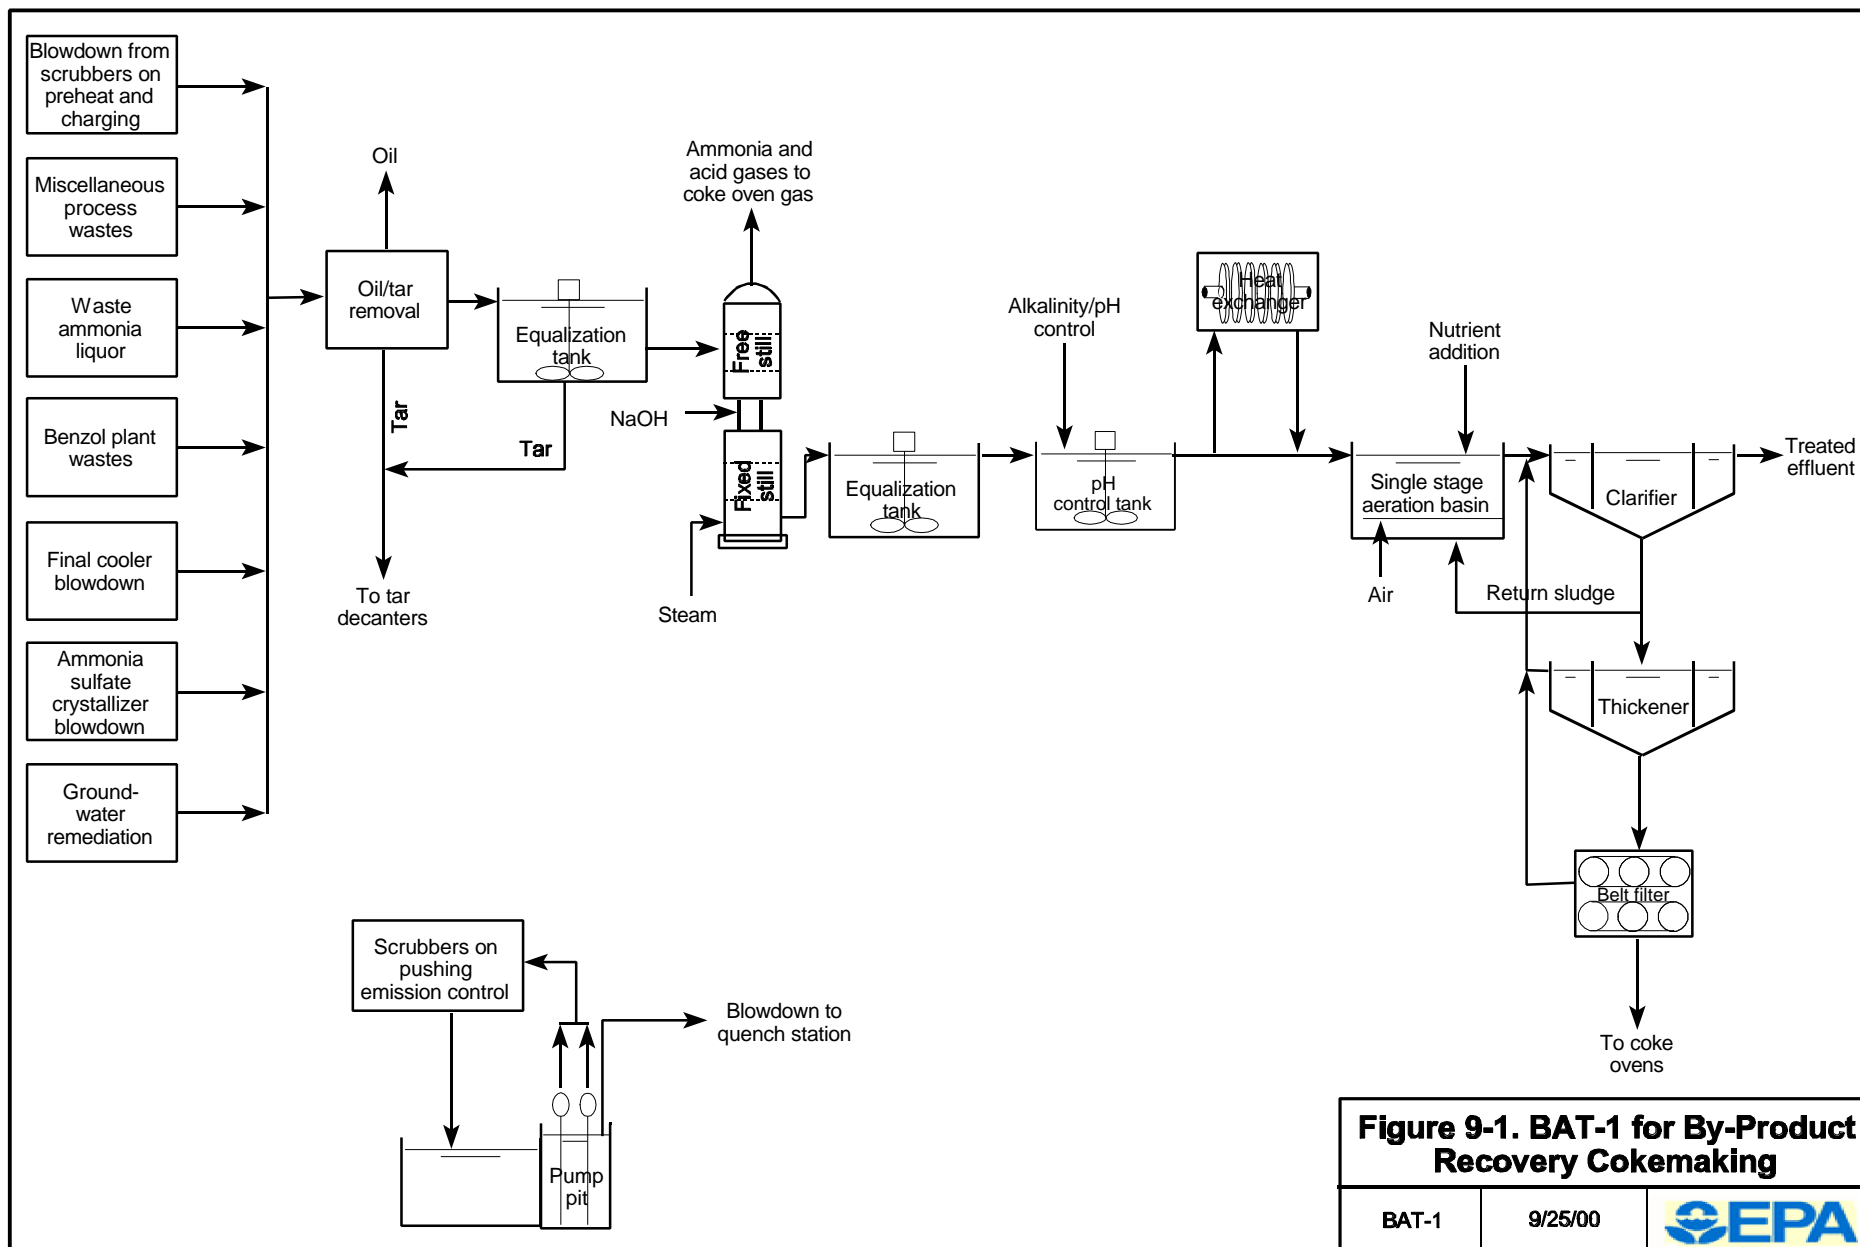 Blowdown from
scrubbers on
preheat and
charging
Miscellaneous
process
wastes
Waste
ammonia
liquor
Benzol plant
wastes
Final cooler
blowdown
Ammonia
sulfate
crystallizer
blowdown
Ground-
water
remediation
Oil
Oil/tar
removal
Tar
To tar
decanters
Equalization
tank
Tar
Ammonia and
acid gases to
coke oven gas
Free
still
NaOH
Fixed
still
Steam
Equalization
tank
Alkalinity/pH
control
pH
control tank
Heat
exchanger
Nutrient
addition
Single stage
aeration basin
Air
Return sludge
Clarifier
Treated
effluent
Thickener
Belt filter
To coke
ovens
Scrubbers on
pushing
emission control
Blowdown to
quench station
Pump
pit
Figure 9-1. BAT-1 for By-Product
Recovery Cokemaking
BAT-1
9/25/00
EPA